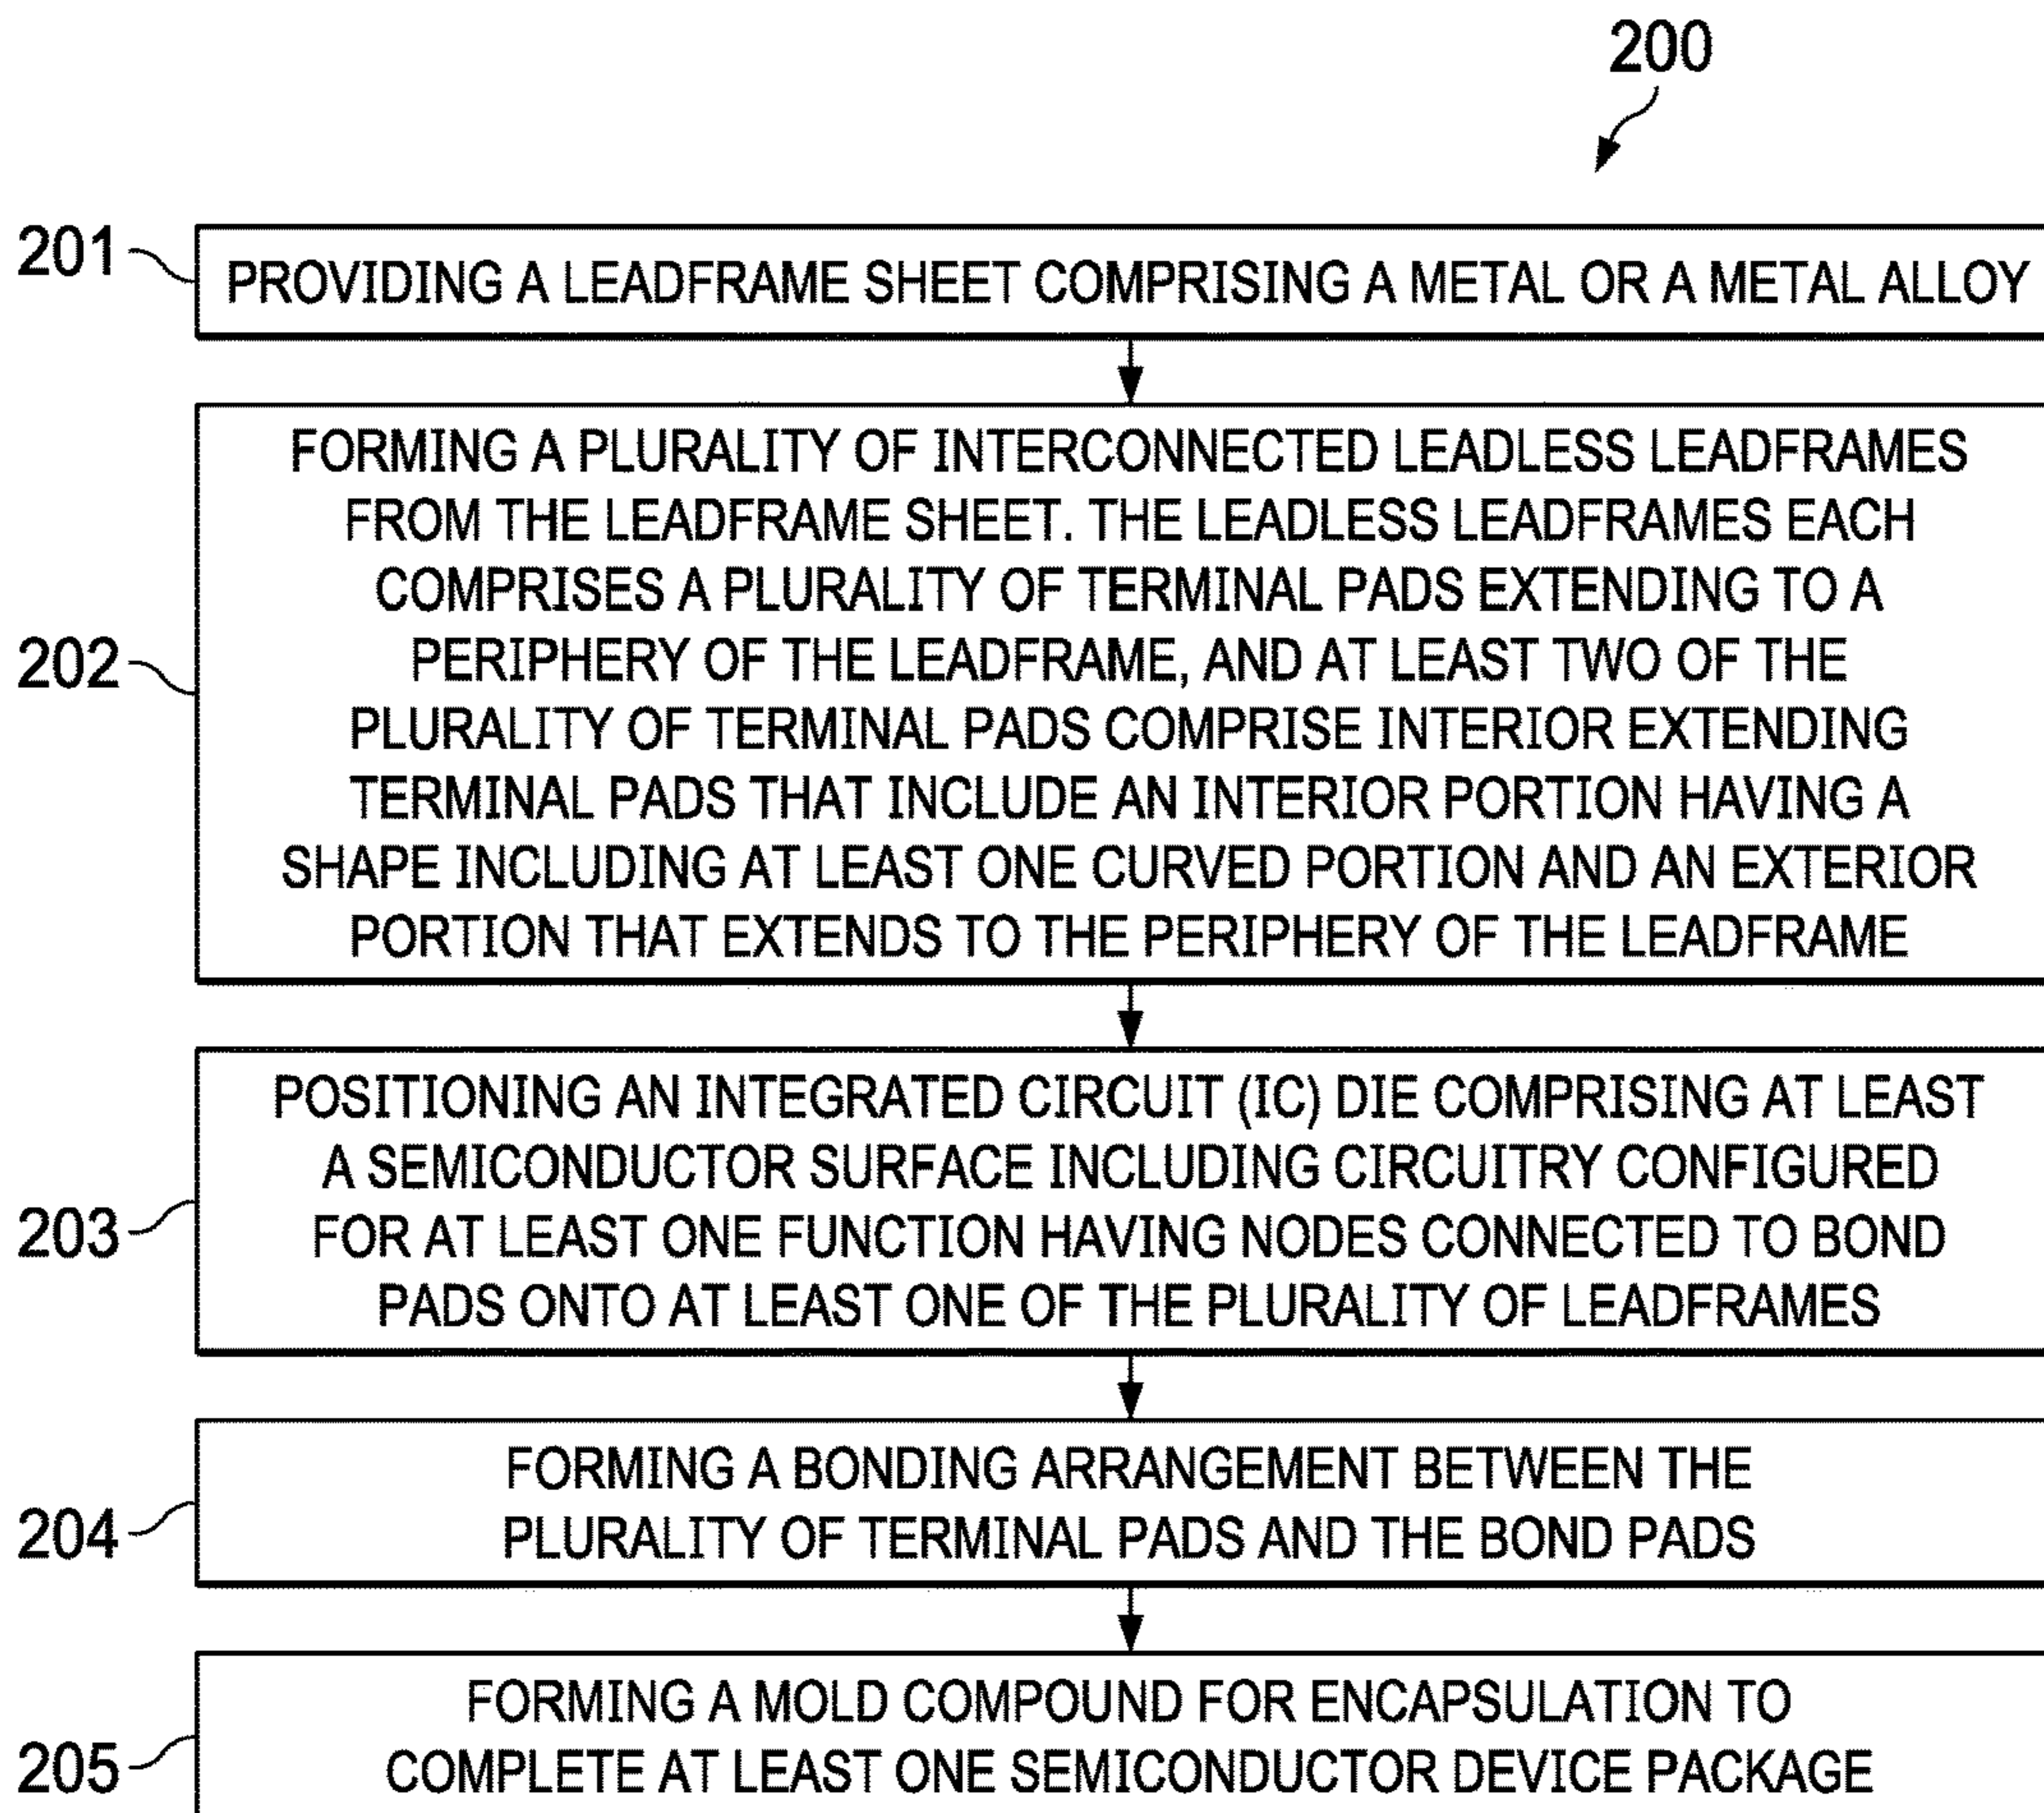 200
201
PROVIDING A LEADFRAME SHEET COMPRISING A METAL OR A METAL ALLOY
202
FORMING A PLURALITY OF INTERCONNECTED LEADLESS LEADFRAMES
FROM THE LEADFRAME SHEET. THE LEADLESS LEADFRAMES EACH
COMPRISES A PLURALITY OF TERMINAL PADS EXTENDING TO A
PERIPHERY OF THE LEADFRAME, AND AT LEAST TWO OF THE
PLURALITY OF TERMINAL PADS COMPRISE INTERIOR EXTENDING
TERMINAL PADS THAT INCLUDE AN INTERIOR PORTION HAVING A
SHAPE INCLUDING AT LEAST ONE CURVED PORTION AND AN EXTERIOR
PORTION THAT EXTENDS TO THE PERIPHERY OF THE LEADFRAME
203
POSITIONING AN INTEGRATED CIRCUIT (IC) DIE COMPRISING AT LEAST
A SEMICONDUCTOR SURFACE INCLUDING CIRCUITRY CONFIGURED
FOR AT LEAST ONE FUNCTION HAVING NODES CONNECTED TO BOND
PADS ONTO AT LEAST ONE OF THE PLURALITY OF LEADFRAMES
204
FORMING A BONDING ARRANGEMENT BETWEEN THE
PLURALITY OF TERMINAL PADS AND THE BOND PADS
205
FORMING A MOLD COMPOUND FOR ENCAPSULATION TO
COMPLETE AT LEAST ONE SEMICONDUCTOR DEVICE PACKAGE